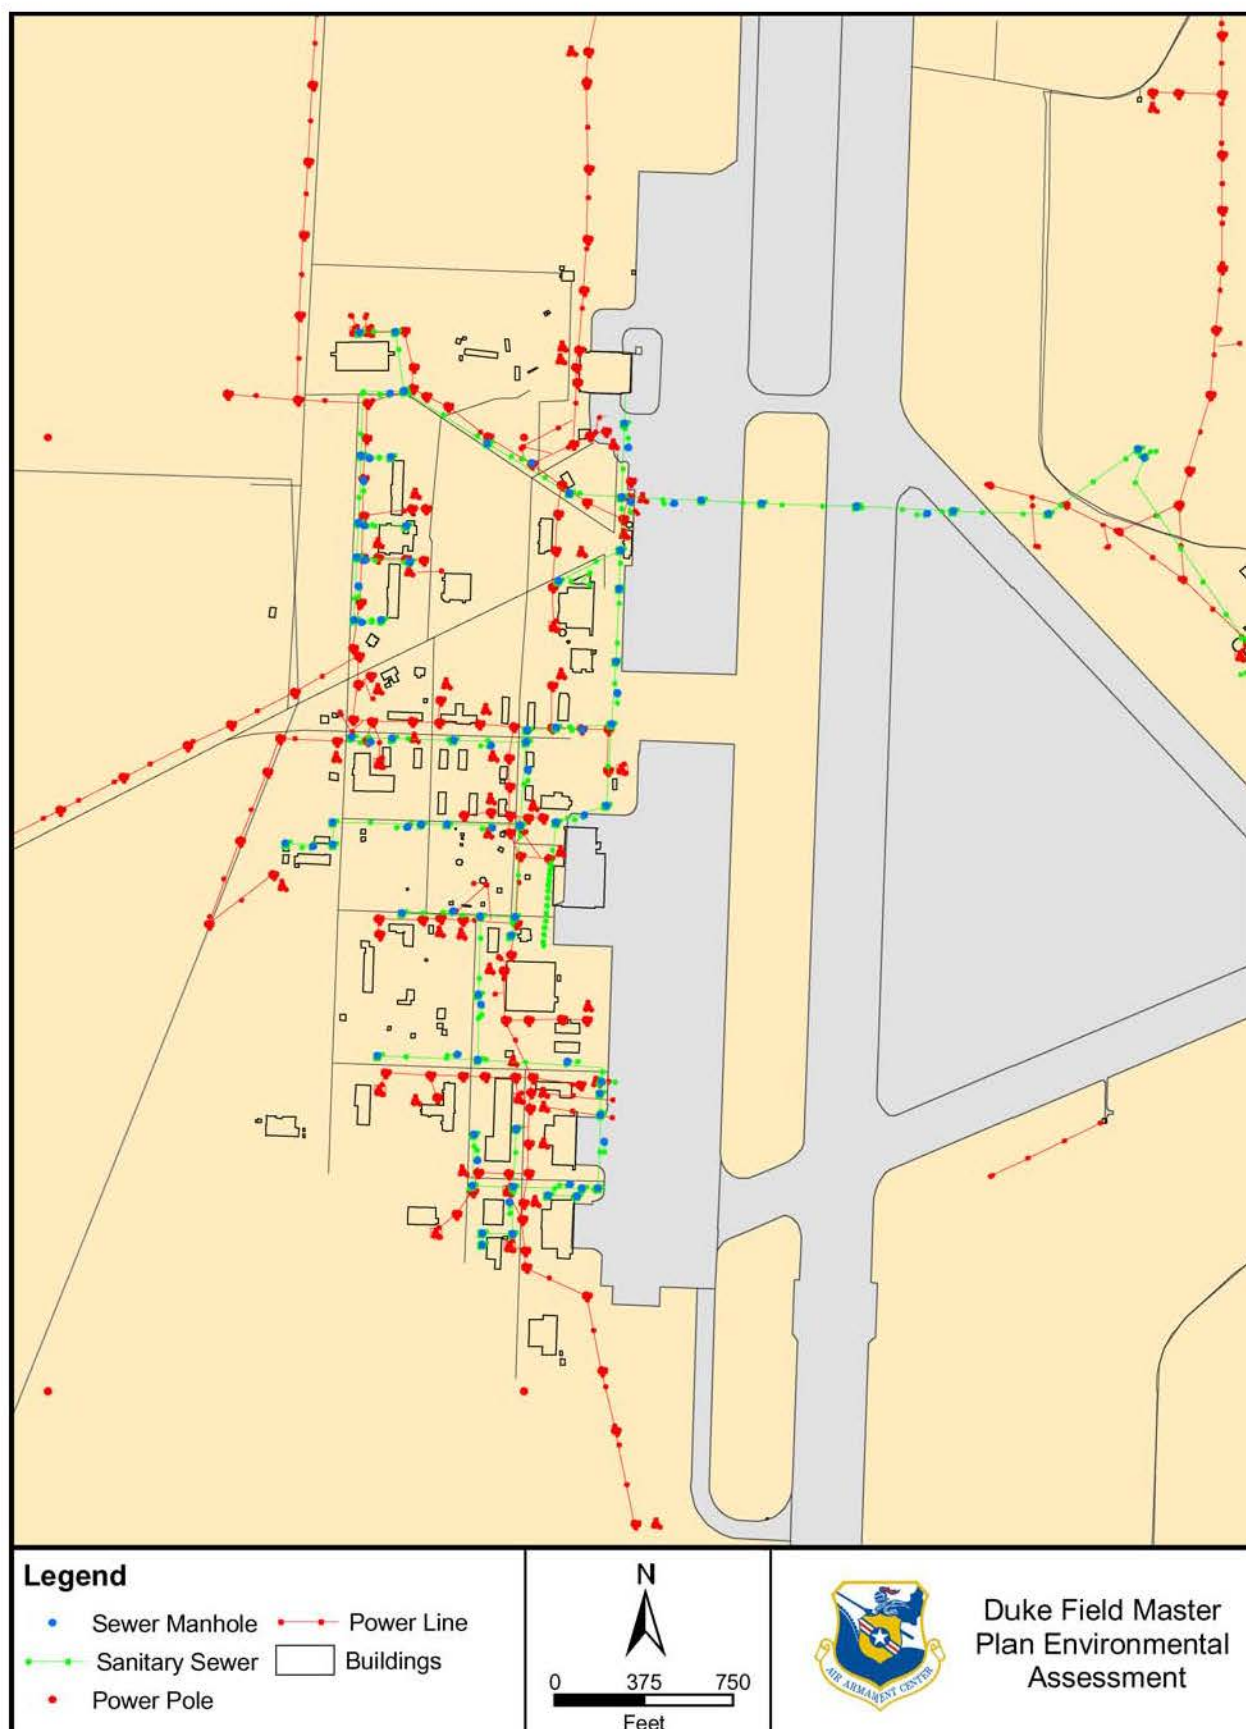 Legend
Sewer Manhole
Power Line
Sanitary Sewer
Buildings
Power Pole
N
0 375 750
Feet
AIR ARMAMENT CENTER
Duke Field Master
Plan Environmental
Assessment